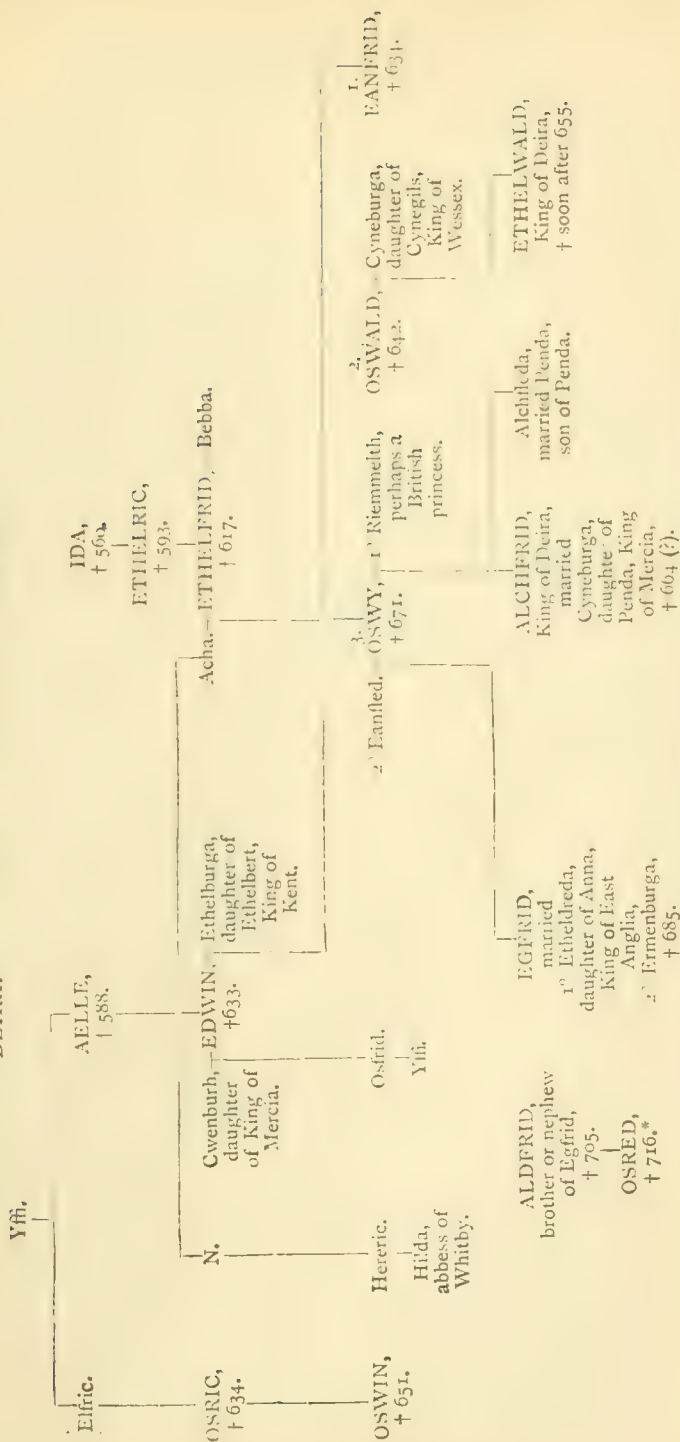 Yffi.
IDA,
† 560.
ETHELRIC,
† 593.
Elfric.
AELLE,
† 588.
Acha.
ETHELFRID,
† 617.
Bebba.
OSRIC,
† 634.
N.
Cwenburh,
daughter
of King of
Mercia.
EDWIN,
† 633.
Ethelburga,
daughter of
Ethelbert,
King of
Kent.
OSWIN,
† 651.
Hereric.
Hilda,
abbess of
Whitby.
Osfrid.
Yffi.
2° Eanfled.
3.
OSWY,
† 671.
1° Riemmelth,
perhaps a
British
princess.
2.
OSWALD,
† 642.
Cyneburga,
daughter of
Cynegils,
King of
Wessex.
1.
EANFRID,
† 634.
ALDFRID,
brother or nephew
of Egfrid,
† 705.
OSRED,
† 716.*
EGFRID,
married
1° Etheldreda,
daughter of Anna,
King of East
Anglia,
2° Ermenburga,
† 685.
ALCHFRID,
King of Deira,
married
Cyneburga,
daughter of
Penda, King
of Mercia,
† 664 (?).
Alchfleda,
married Penda,
son of Penda.
ETHELWALD,
King of Deira,
† soon after 655.